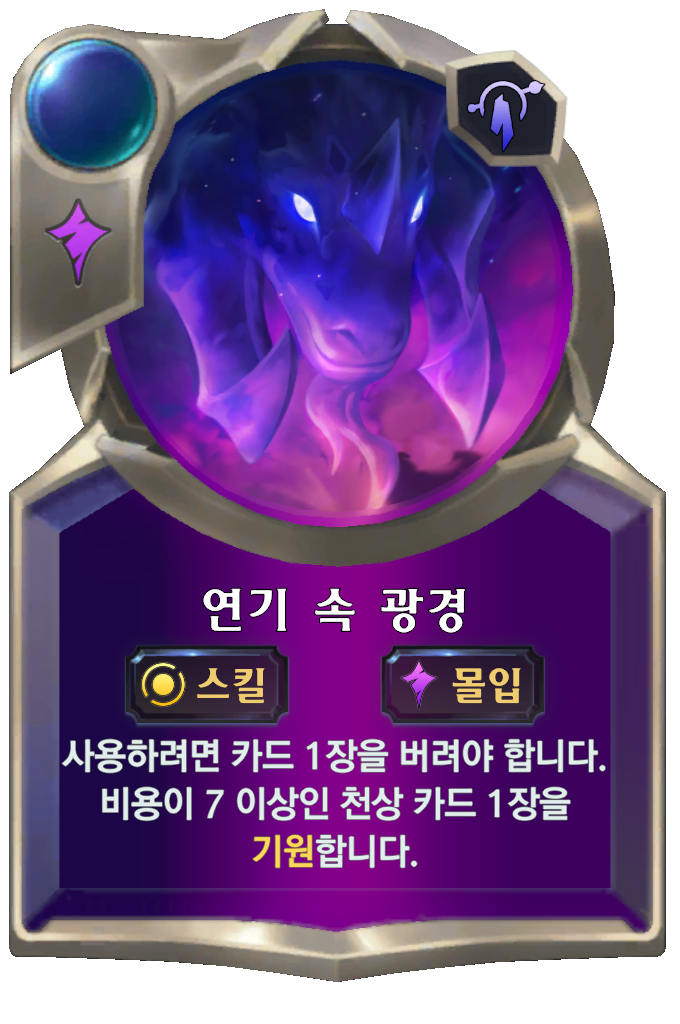 연기 속 광경
스킬 몰입
사용하려면 카드 1장을 버려야 합니다.
비용이 7 이상인 천상 카드 1장을
기원합니다.